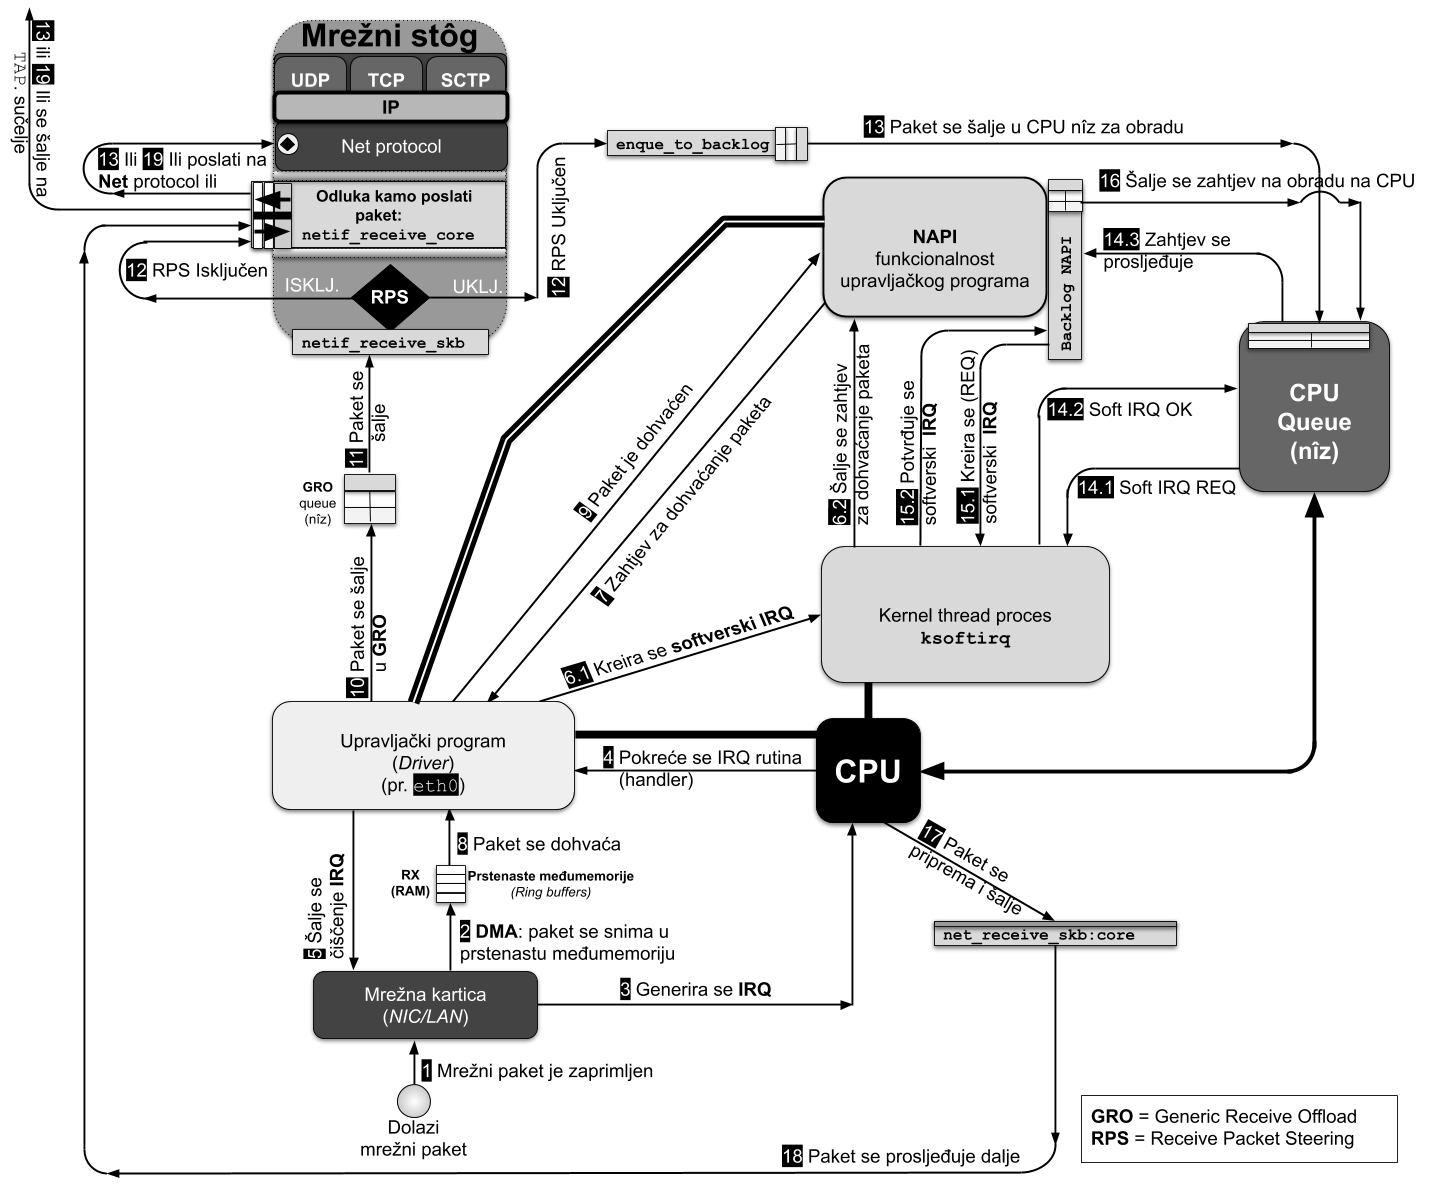 Mrežni stôg
UDP
TCP
SCTP
IP
Net protocol
13 ili 19 Ili se šalje na
TAP. sučelje
13 Ili 19 Ili poslati na
Net protocol ili
Odluka kamo poslati
paket:
netif_receive_core
12 RPS Isključen
ISKLJ.
RPS
UKLJ.
netif_receive_skb
12 RPS Uključen
enque_to_backlog
13 Paket se šalje u CPU nîz za obradu
16 Šalje se zahtjev na obradu na CPU
NAPI
funkcionalnost
upravljačkog programa
Backlog NAPI
14.3 Zahtjev se
prosljeđuje
CPU
Queue
(nîz)
14.2 Soft IRQ OK
14.1 Soft IRQ REQ
11 Paket se
šalje
GRO
queue
(nîz)
10 Paket se šalje
u GRO
9 Paket je dohvaćen
7 Zahtjev za dohvaćanje paketa
6.2 Šalje se zahtjev
za dohvaćanje paketa
15.2 Potvrđuje se
softverski IRQ
15.1 Kreira se (REQ)
softverski IRQ
6.1 Kreira se softverski IRQ
Kernel thread proces
ksoftirq
Upravljački program
(Driver)
(pr. eth0)
4 Pokreće se IRQ rutina
(handler)
CPU
8 Paket se dohvaća
RX
(RAM)
Prstenaste međumemorije
(Ring buffers)
5 Šalje se
čišćenje IRQ
2 DMA: paket se snima u
prstenastu međumemoriju
17 Paket se
priprema i šalje
net_receive_skb:core
Mrežna kartica
(NIC/LAN)
3 Generira se IRQ
1 Mrežni paket je zaprimljen
Dolazi
mrežni paket
18 Paket se prosljeđuje dalje
GRO = Generic Receive Offload
RPS = Receive Packet Steering